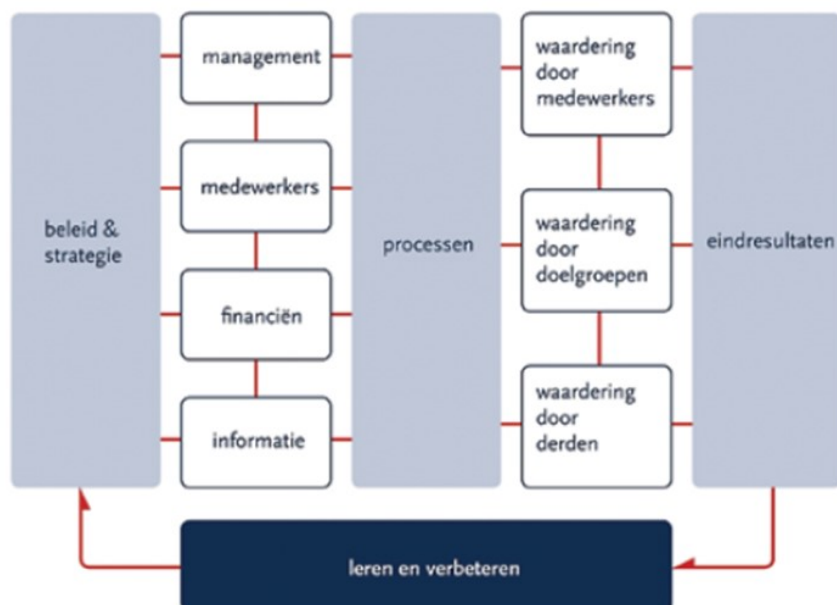 beleid &
strategie
management
medewerkers
financiën
informatie
processen
waardering
door
medewerkers
waardering
door
doelgroepen
waardering
door
derden
eindresultaten
leren en verbeteren